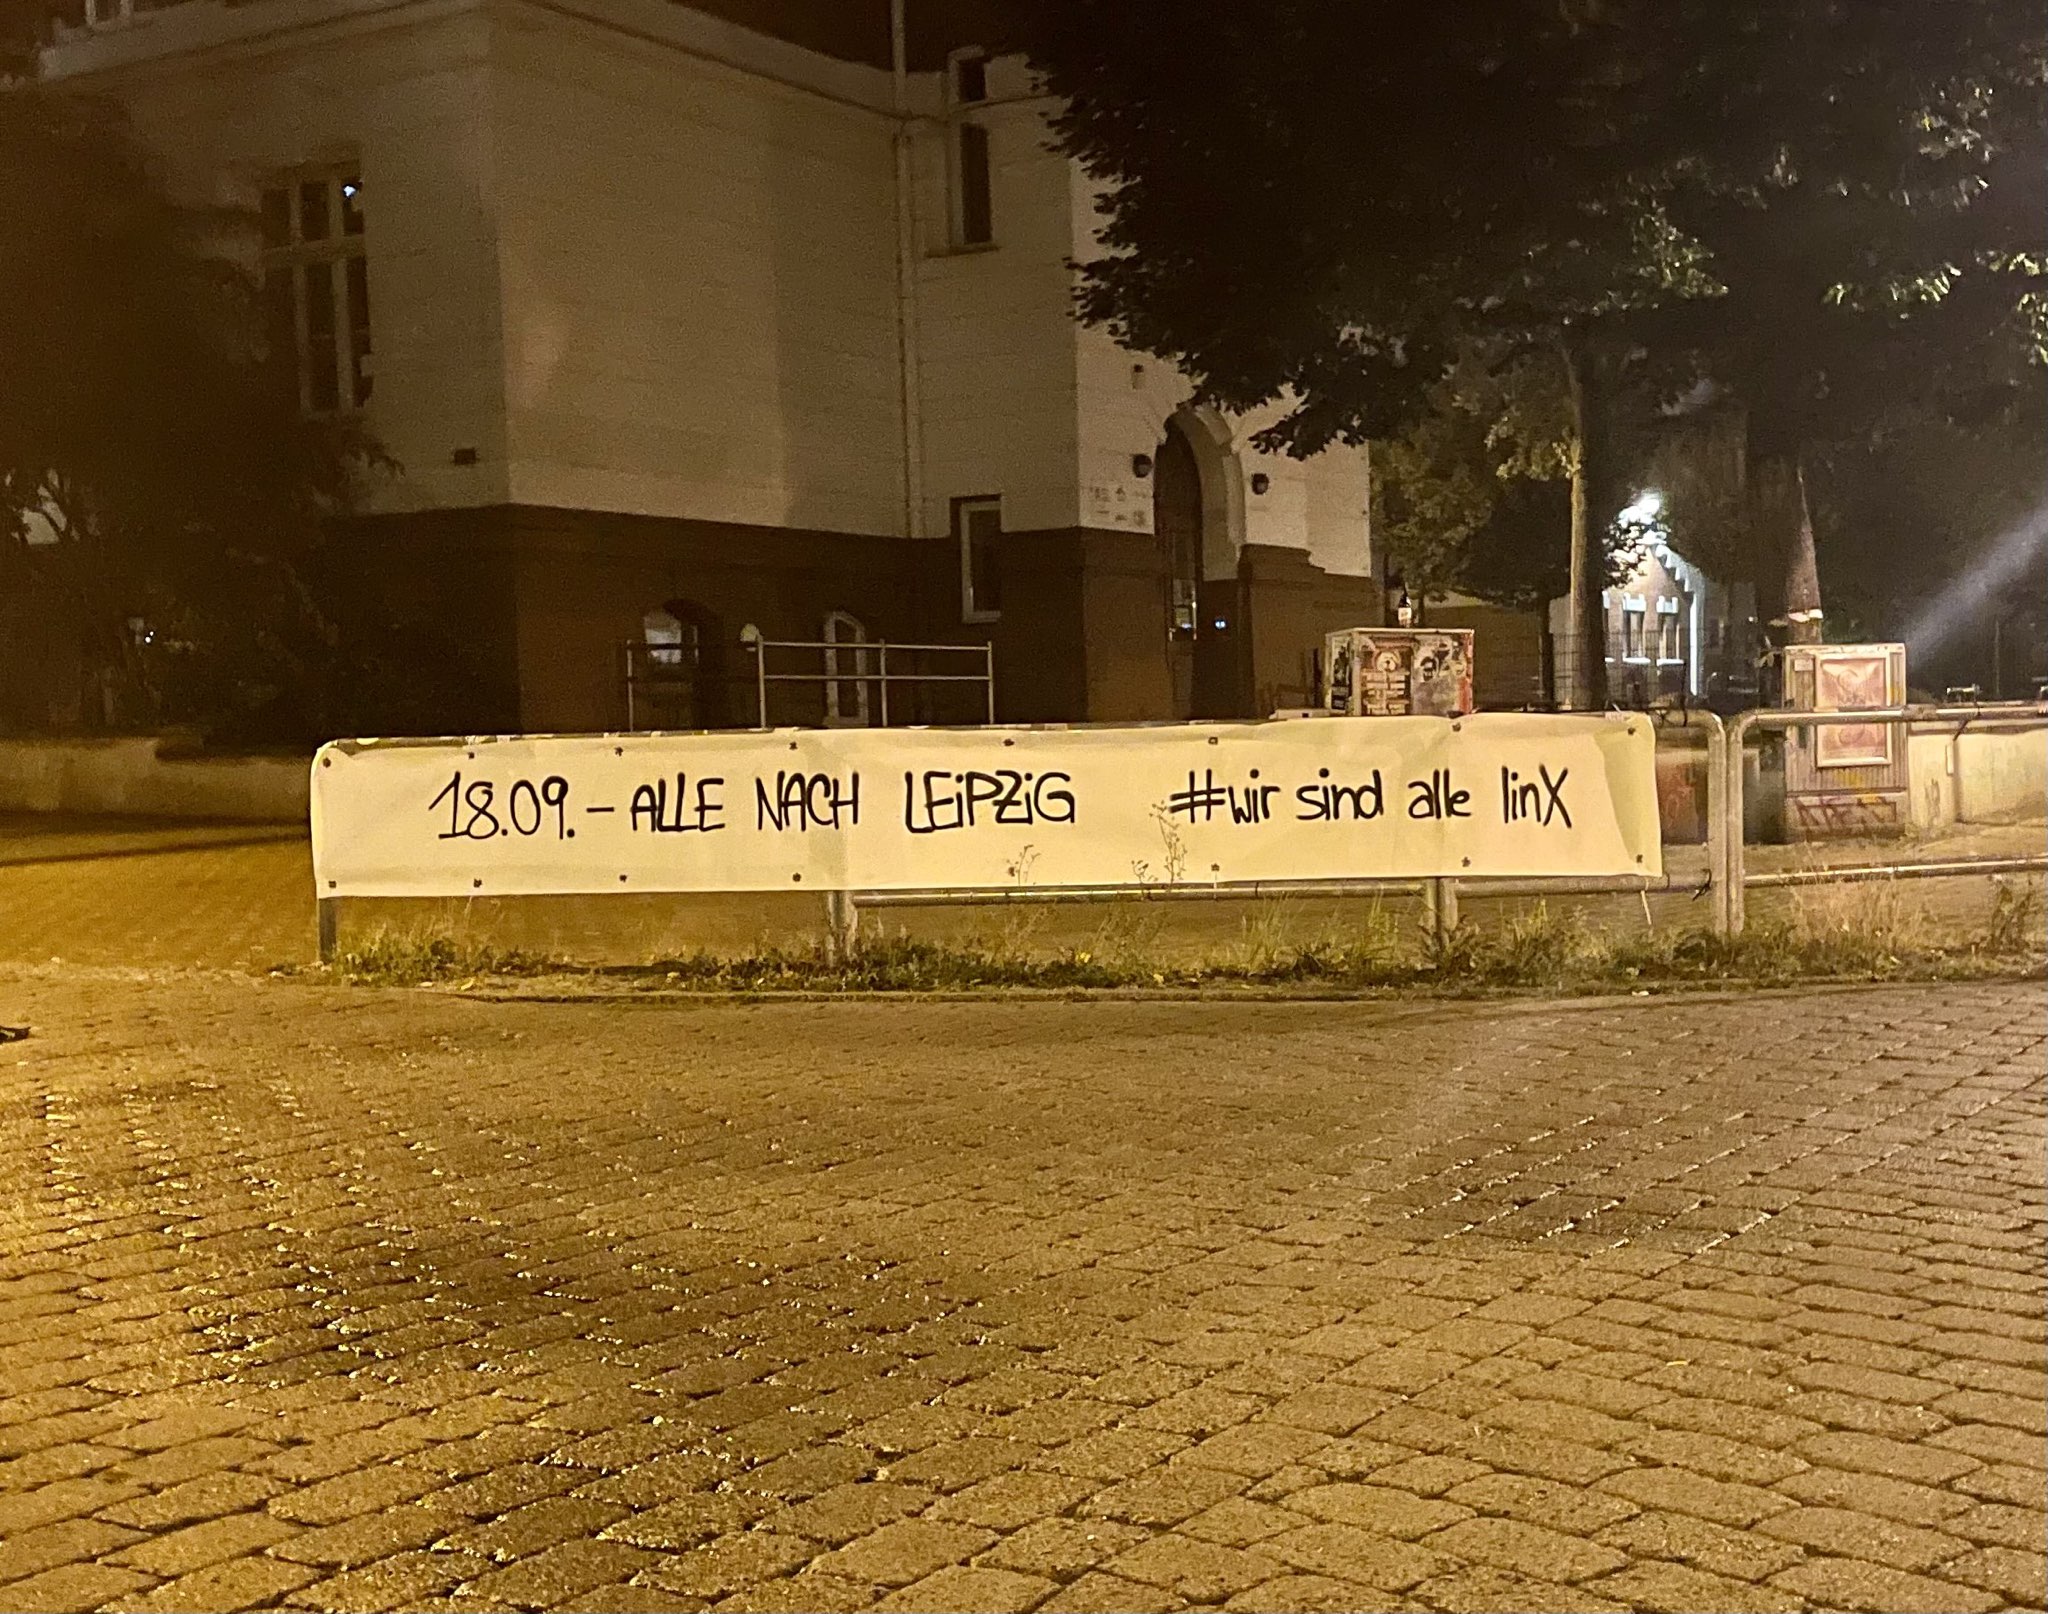 18.09. – ALLE NACH LEiPZiG #wir sind alle linX